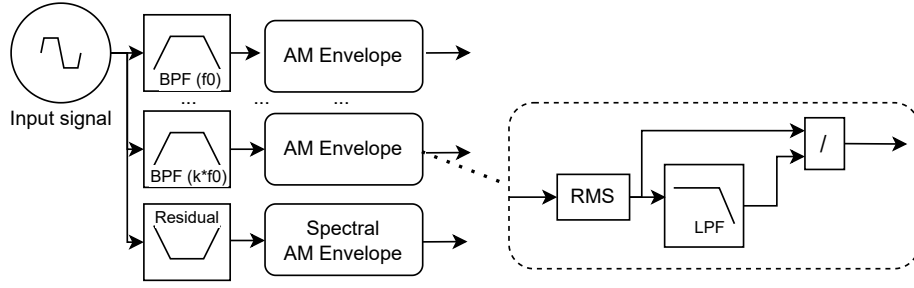 Input signal
BPF (f0)
AM Envelope
... ... ...
BPF (k*f0)
AM Envelope
Residual
Spectral
AM Envelope
RMS
LPF
/